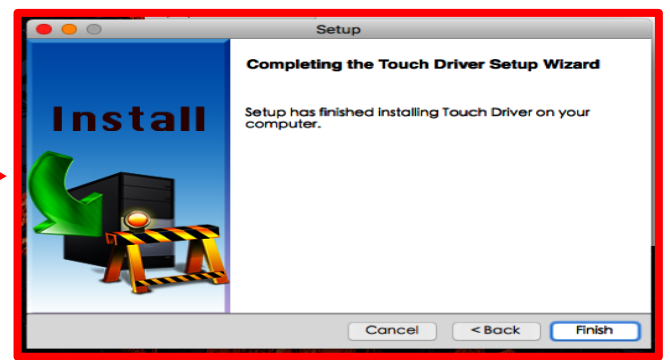 Setup
Completing the Touch Driver Setup Wizard
Install
Setup has finished installing Touch Driver on your
computer.
Cancel
< Back
Finish